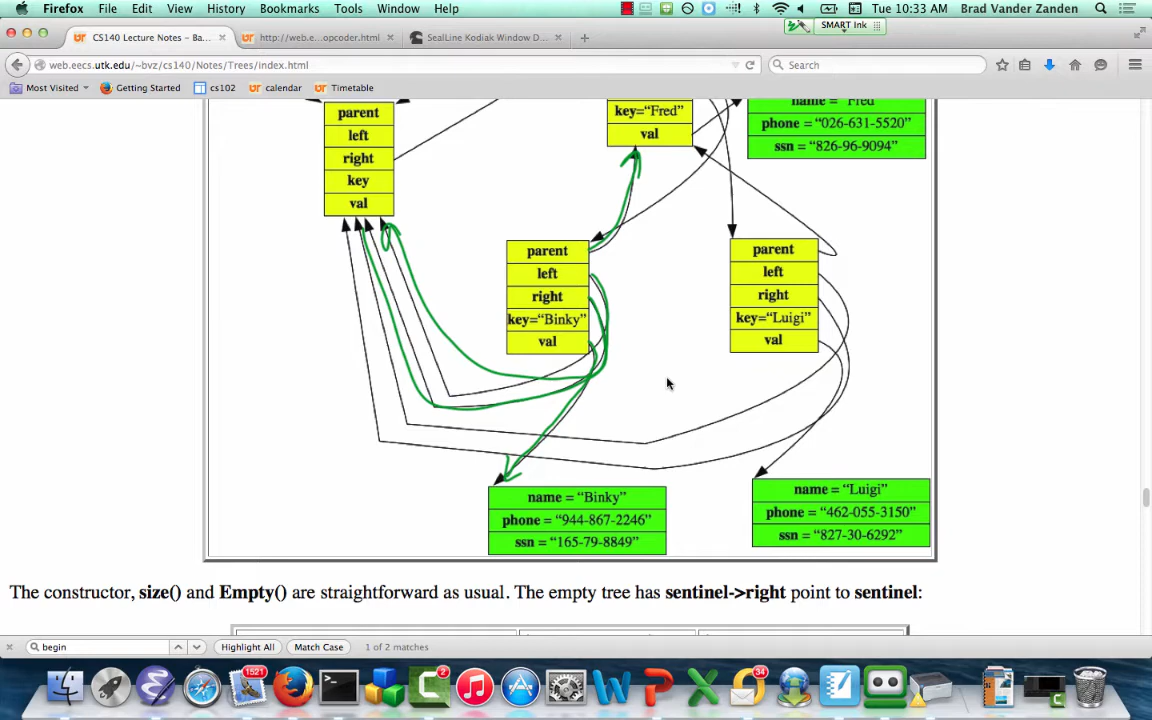 Firefox File Edit View History Bookmarks Tools Window Help Tue 10:33 AM Brad Vander Zanden
SMART Ink
CS140 Lecture Notes – Ba... http://web.e...opcoder.html SealLine Kodiak Window D...
web.eecs.utk.edu/~bvz/cs140/Notes/Trees/index.html Search
Most Visited Getting Started cs102 calendar Timetable
name = "Fred"
parent key="Fred" phone = "026-631-5520"
left val ssn = "826-96-9094"
right
key
val
parent parent
left left
right right
key="Binky" key="Luigi"
val val
name = "Binky" name = "Luigi"
phone = "944-867-2246" phone = "462-055-3150"
ssn = "165-79-8849" ssn = "827-30-6292"
The constructor, size() and Empty() are straightforward as usual. The empty tree has sentinel->right point to sentinel:
begin Highlight All Match Case 1 of 2 matches
1521 2 34